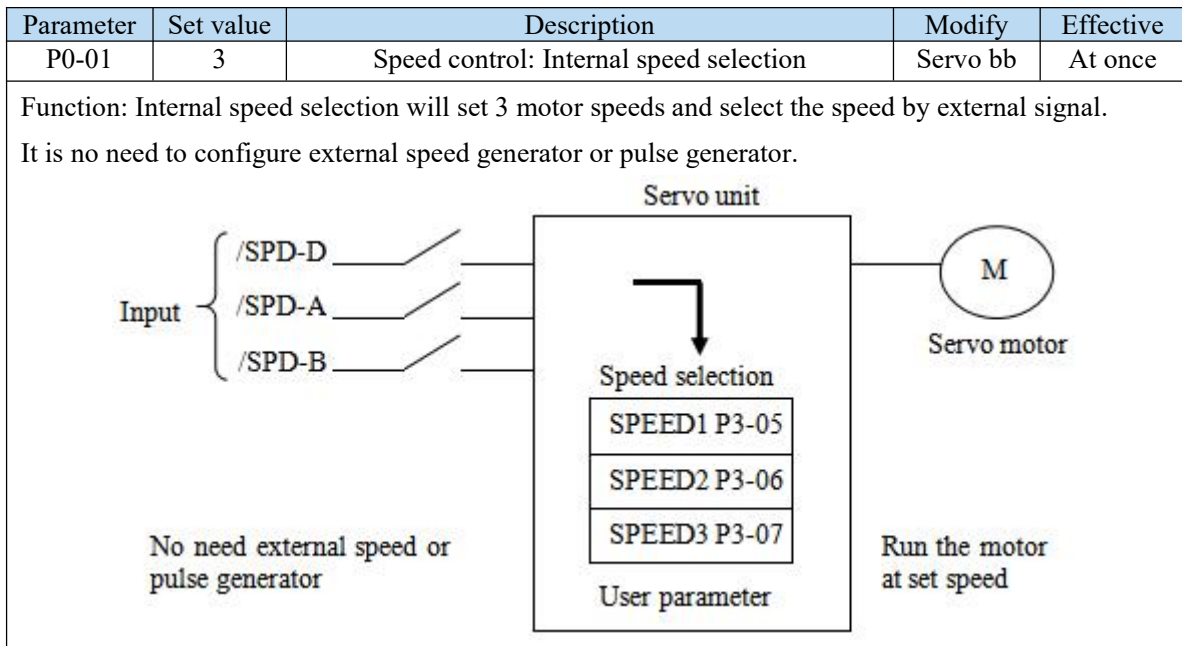 Parameter Set value Description Modify Effective
P0-01 3 Speed control: Internal speed selection Servo bb At once
Function: Internal speed selection will set 3 motor speeds and select the speed by external signal.
It is no need to configure external speed generator or pulse generator.
Servo unit
/SPD-D
Input
/SPD-A
/SPD-B
M
Servo motor
Speed selection
SPEED1 P3-05
SPEED2 P3-06
SPEED3 P3-07
User parameter
No need external speed or
pulse generator
Run the motor
at set speed